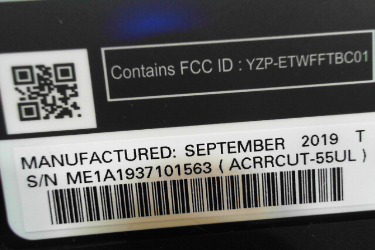 Contains FCC ID : YZP-ETWFFTBC01
MANUFACTURED: SEPTEMBER 2019 T
S/N ME1A1937101563 ( ACRRCUT-55UL )